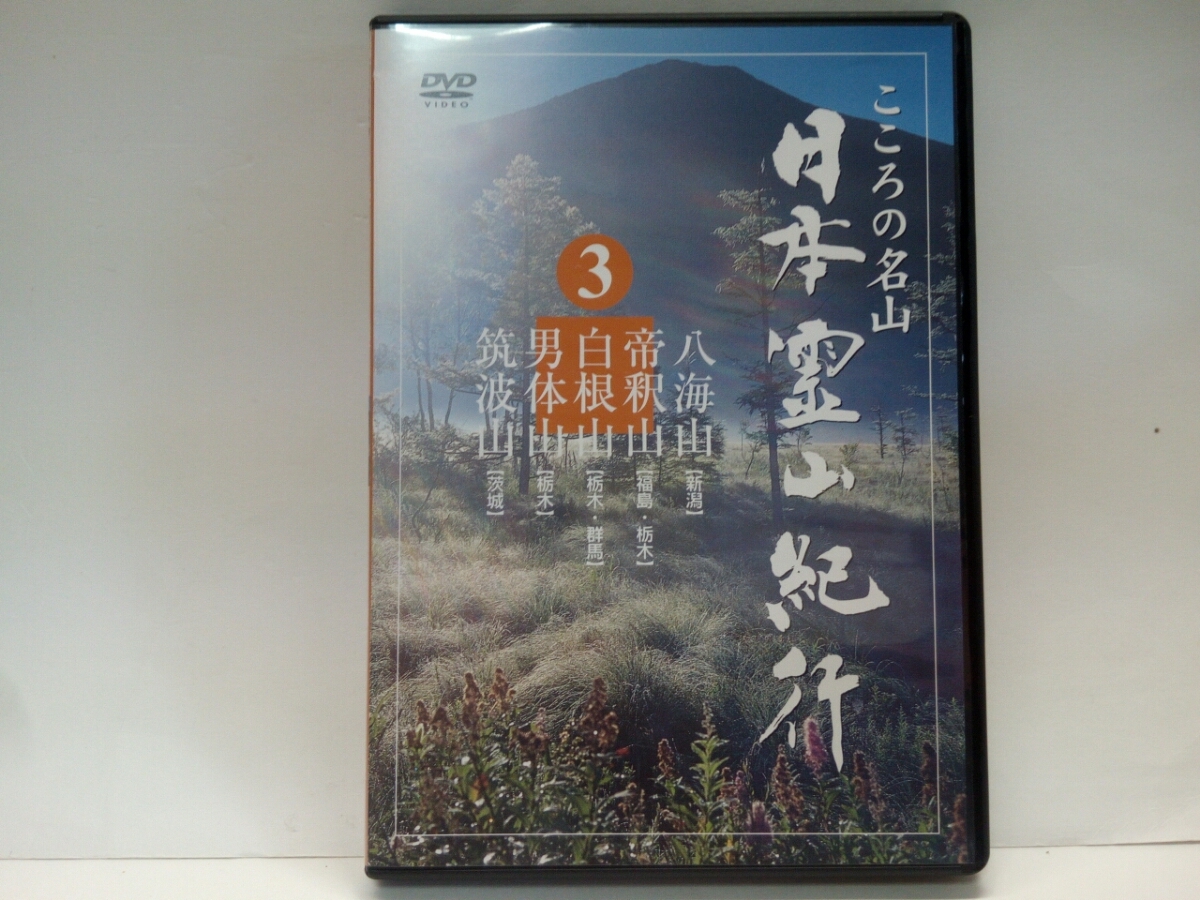 DVD
VIDEO
こころの名山
日本霊山紀行
3
八海山【新潟】
帝釈山【福島・栃木】
白根山【栃木・群馬】
男体山【栃木】
筑波山【茨城】